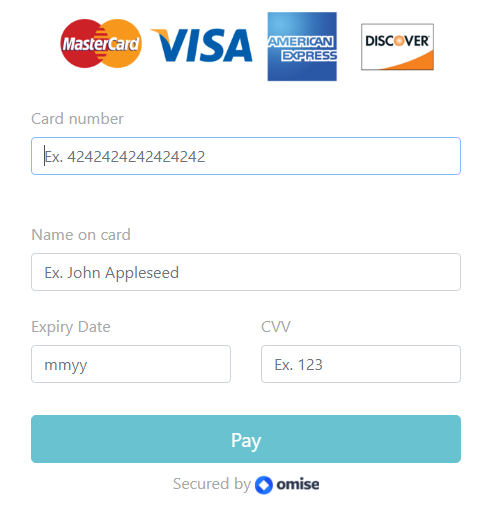 MasterCard VISA AMERICAN EXPRESS DISCOVER
Card number
Ex. 4242424242424242
Name on card
Ex. John Appleseed
Expiry Date CVV
mmyy Ex. 123
Pay
Secured by omise